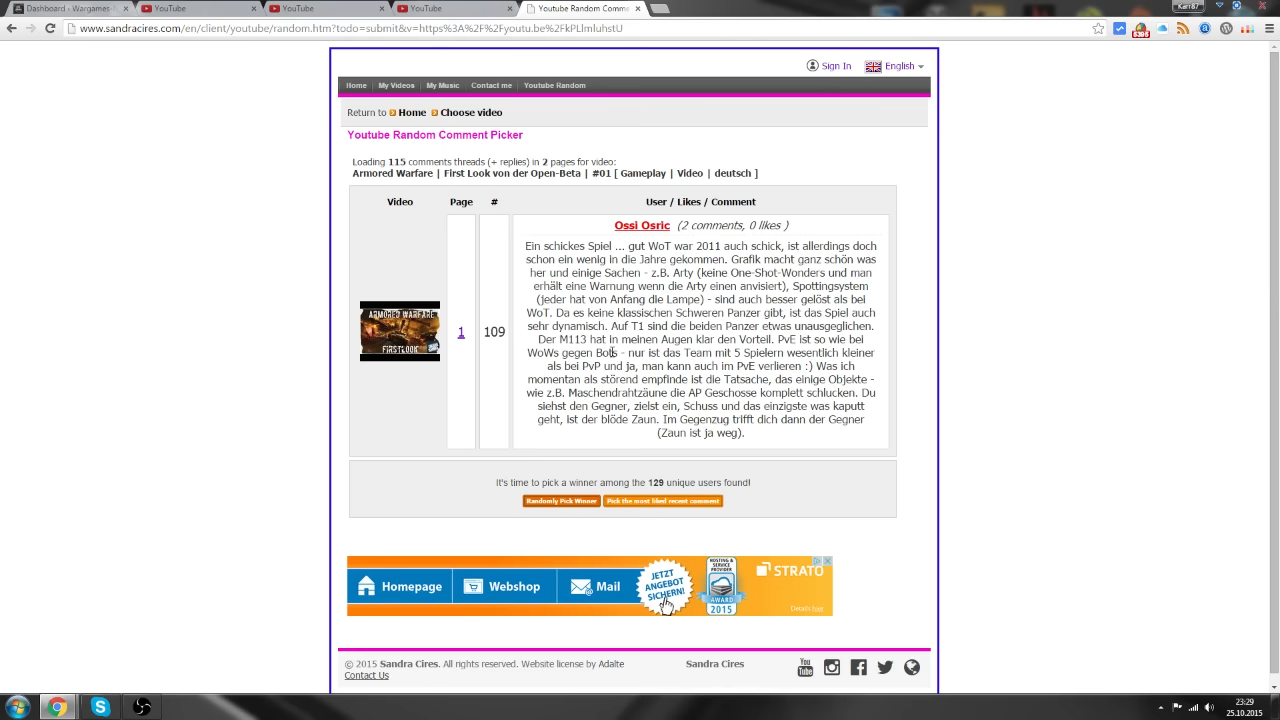 Dashboard - Wargames-
YouTube
YouTube
YouTube
Youtube Random Comme
Karl87
www.sandracires.com/en/client/youtube/random.htm?todo=submit&v=https%3A%2F%2Fyoutu.be%2FkPLlmluhstU
Sign In
English
Home
My Videos
My Music
Contact me
Youtube Random
Return to Home Choose video
Youtube Random Comment Picker
Loading 115 comments threads (+ replies) in 2 pages for video:
Armored Warfare | First Look von der Open-Beta | #01 [ Gameplay | Video | deutsch ]
Video
Page
#
User / Likes / Comment
ARMORED WARFARE
FIRSTLOOK
1
109
Ossi Osric (2 comments, 0 likes )
Ein schickes Spiel ... gut WoT war 2011 auch schick, ist allerdings doch
schon ein wenig in die Jahre gekommen. Grafik macht ganz schön was
her und einige Sachen - z.B. Arty (keine One-Shot-Wonders und man
erhält eine Warnung wenn die Arty einen anvisiert), Spottingsystem
(jeder hat von Anfang die Lampe) - sind auch besser gelöst als bei
WoT. Da es keine klassischen Schweren Panzer gibt, ist das Spiel auch
sehr dynamisch. Auf T1 sind die beiden Panzer etwas unausgeglichen.
Der M113 hat in meinen Augen klar den Vorteil. PvE ist so wie bei
WoWs gegen Bots - nur ist das Team mit 5 Spielern wesentlich kleiner
als bei PvP und ja, man kann auch im PvE verlieren :) Was ich
momentan als störend empfinde ist die Tatsache, das einige Objekte -
wie z.B. Maschendrahtzäune die AP Geschosse komplett schlucken. Du
siehst den Gegner, zielst ein, Schuss und das einzigste was kaputt
geht, ist der blöde Zaun. Im Gegenzug trifft dich dann der Gegner
(Zaun ist ja weg).
It's time to pick a winner among the 129 unique users found!
Randomly Pick Winner
Pick the most liked recent comment
Homepage
Webshop
Mail
JETZT
ANGEBOT
SICHERN!
HOSTING &
SERVICE
PROVIDER
AWARD
2015
STRATO
Details hier
© 2015 Sandra Cires. All rights reserved. Website license by Adalte
Contact Us
Sandra Cires
You
Tube
23:29
25.10.2015